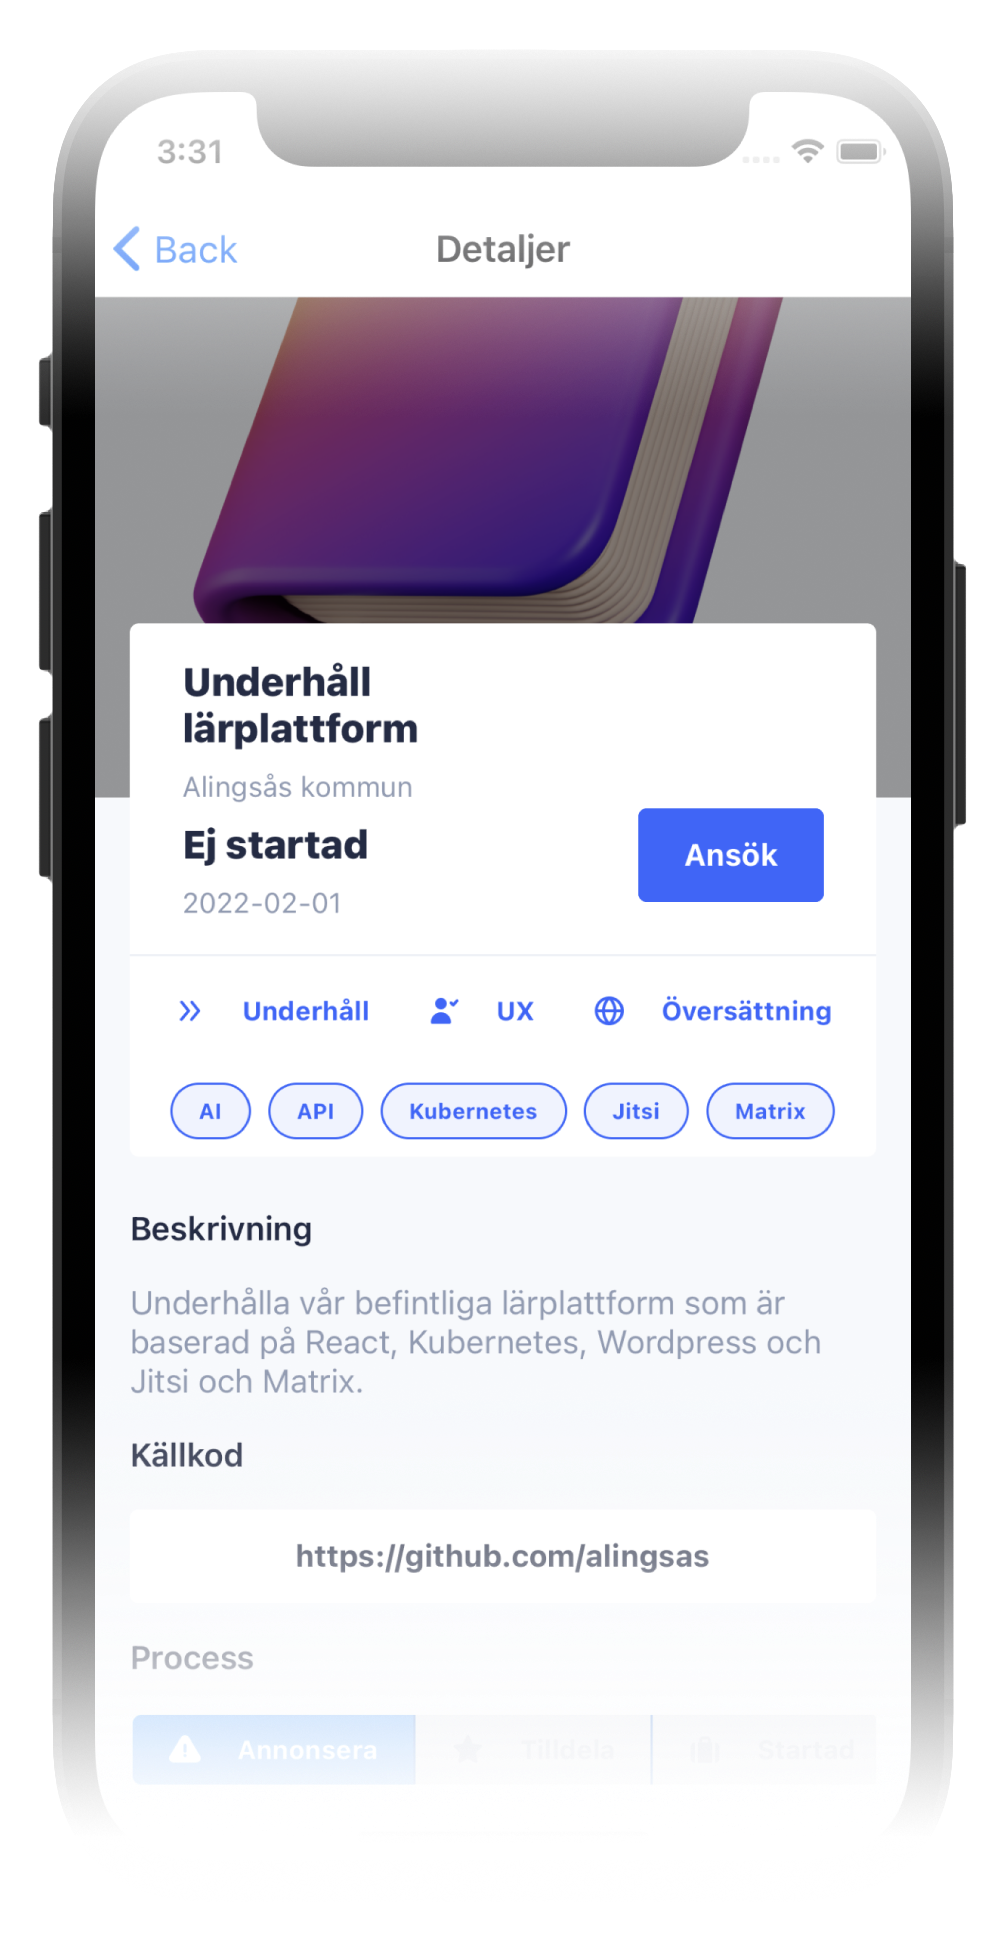 3:31
Back
Detaljer
Underhåll
lärplattform
Alingsås kommun
Ej startad
Ansök
2022-02-01
Underhåll
UX
Översättning
AI
API
Kubernetes
Jitsi
Matrix
Beskrivning
Underhålla vår befintliga lärplattform som är
baserad på React, Kubernetes, Wordpress och
Jitsi och Matrix.
Källkod
https://github.com/alingsas
Process
Annonsera
Tilldela
Startad